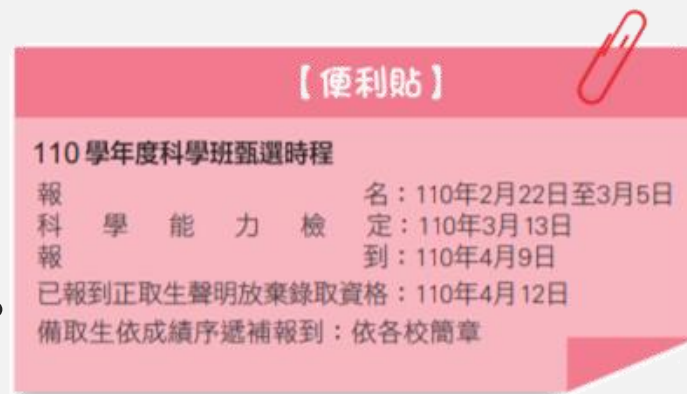 【便利貼】
110學年度科學班甄選時程
報名：110年2月22日至3月5日
科學能力檢定：110年3月13日
報到：110年4月9日
已報到正取生聲明放棄錄取資格：110年4月12日
備取生依成績序遞補報到：依各校簡章